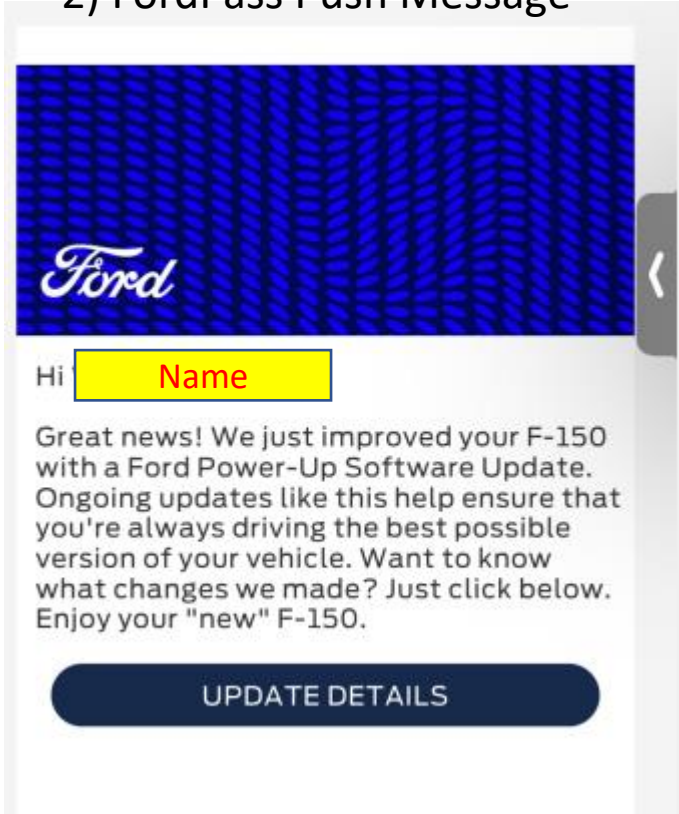 2) FordPass Push Message
Ford
Hi Name
Great news! We just improved your F-150
with a Ford Power-Up Software Update.
Ongoing updates like this help ensure that
you're always driving the best possible
version of your vehicle. Want to know
what changes we made? Just click below.
Enjoy your "new" F-150.
UPDATE DETAILS